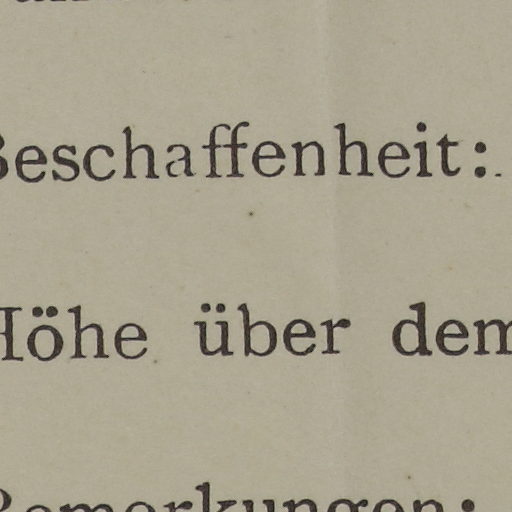 Beschaffenheit:
Höhe über dem
Bemerkungen: